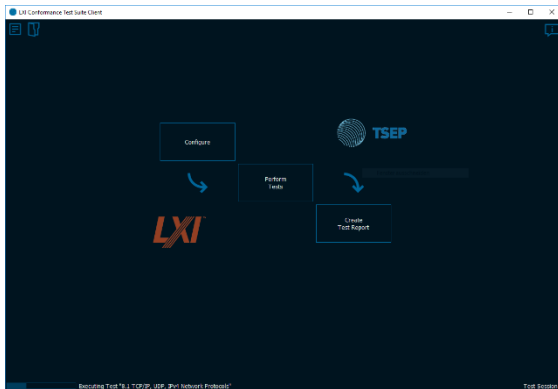 LXI Conformance Test Suite Client
Configure
TSEP
Perform
Tests
LXI
Create
Test Report
Executing Test "8.1 TCP/IP, UDP, IPv4 Network Protocols"
Test Session